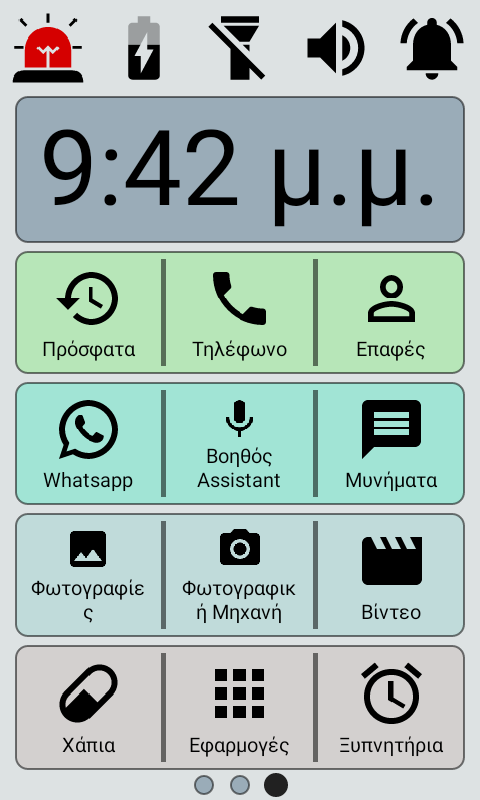 9:42 μ.μ.
Πρόσφατα
Τηλέφωνο
Επαφές
Whatsapp
Βοηθός
Assistant
Μυνήματα
Φωτογραφίε
ς
Φωτογραφικ
ή Μηχανή
Βίντεο
Χάπια
Εφαρμογές
Ξυπνητήρια